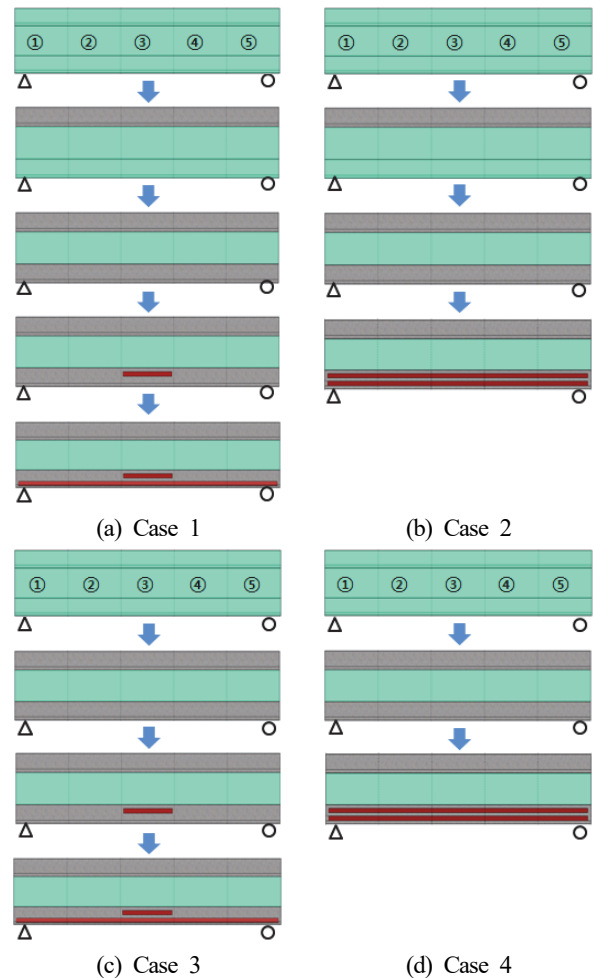 ① ② ③ ④ ⑤ ① ② ③ ④ ⑤
(a) Case 1 (b) Case 2
① ② ③ ④ ⑤ ① ② ③ ④ ⑤
(c) Case 3 (d) Case 4